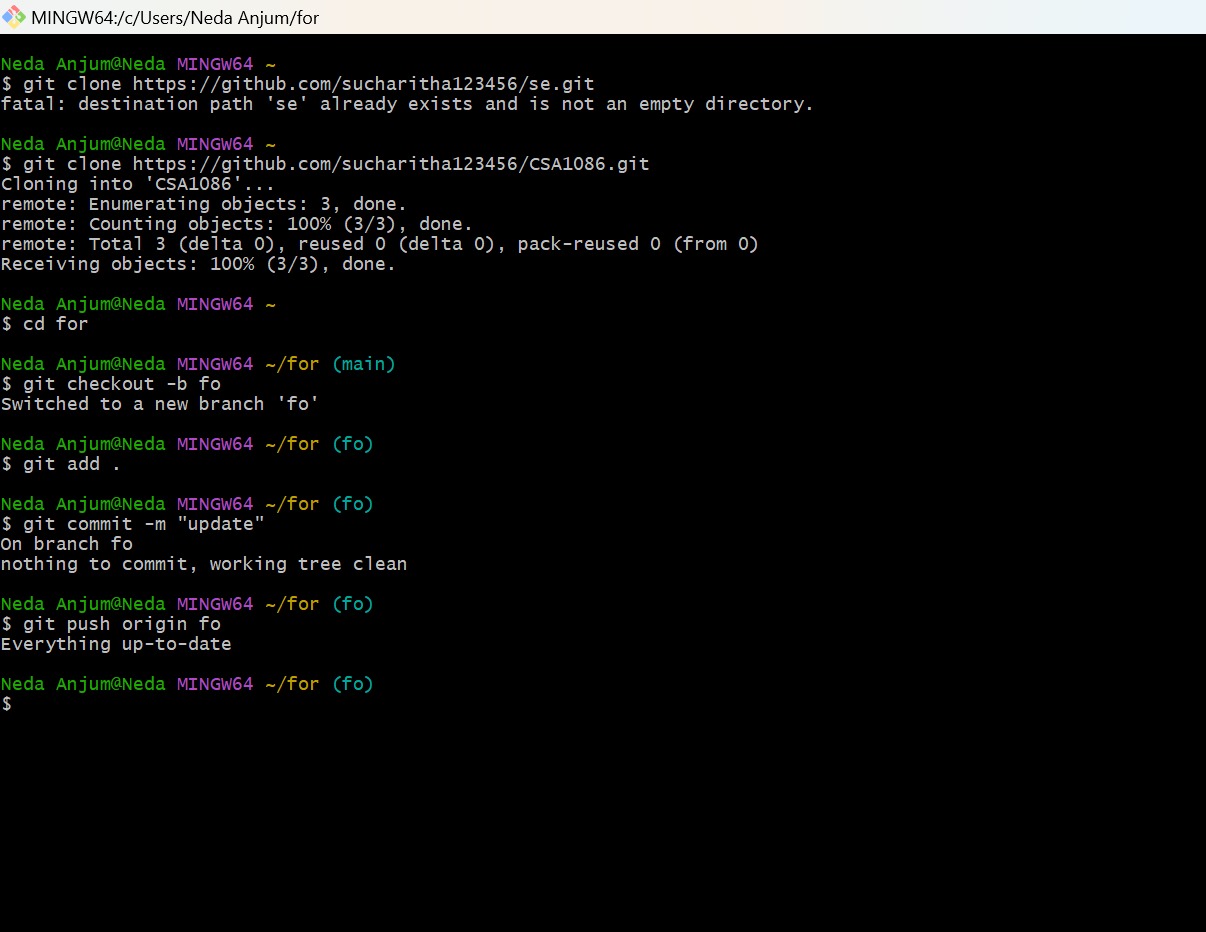 MINGW64:/c/Users/Neda Anjum/for
Neda Anjum@Neda MINGW64 ~
$ git clone https://github.com/sucharitha123456/se.git
fatal: destination path 'se' already exists and is not an empty directory.
Neda Anjum@Neda MINGW64 ~
$ git clone https://github.com/sucharitha123456/CSA1086.git
Cloning into 'CSA1086'...
remote: Enumerating objects: 3, done.
remote: Counting objects: 100% (3/3), done.
remote: Total 3 (delta 0), reused 0 (delta 0), pack-reused 0 (from 0)
Receiving objects: 100% (3/3), done.
Neda Anjum@Neda MINGW64 ~
$ cd for
Neda Anjum@Neda MINGW64 ~/for (main)
$ git checkout -b fo
Switched to a new branch 'fo'
Neda Anjum@Neda MINGW64 ~/for (fo)
$ git add .
Neda Anjum@Neda MINGW64 ~/for (fo)
$ git commit -m "update"
On branch fo
nothing to commit, working tree clean
Neda Anjum@Neda MINGW64 ~/for (fo)
$ git push origin fo
Everything up-to-date
Neda Anjum@Neda MINGW64 ~/for (fo)
$